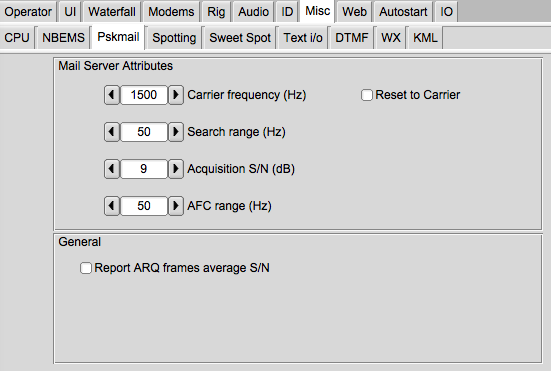 Operator UI Waterfall Modems Rig Audio ID Misc Web Autostart IO
CPU NBEMS Pskmail Spotting Sweet Spot Text i/o DTMF WX KML
Mail Server Attributes
1500 Carrier frequency (Hz) Reset to Carrier
50 Search range (Hz)
9 Acquisition S/N (dB)
50 AFC range (Hz)
General
Report ARQ frames average S/N